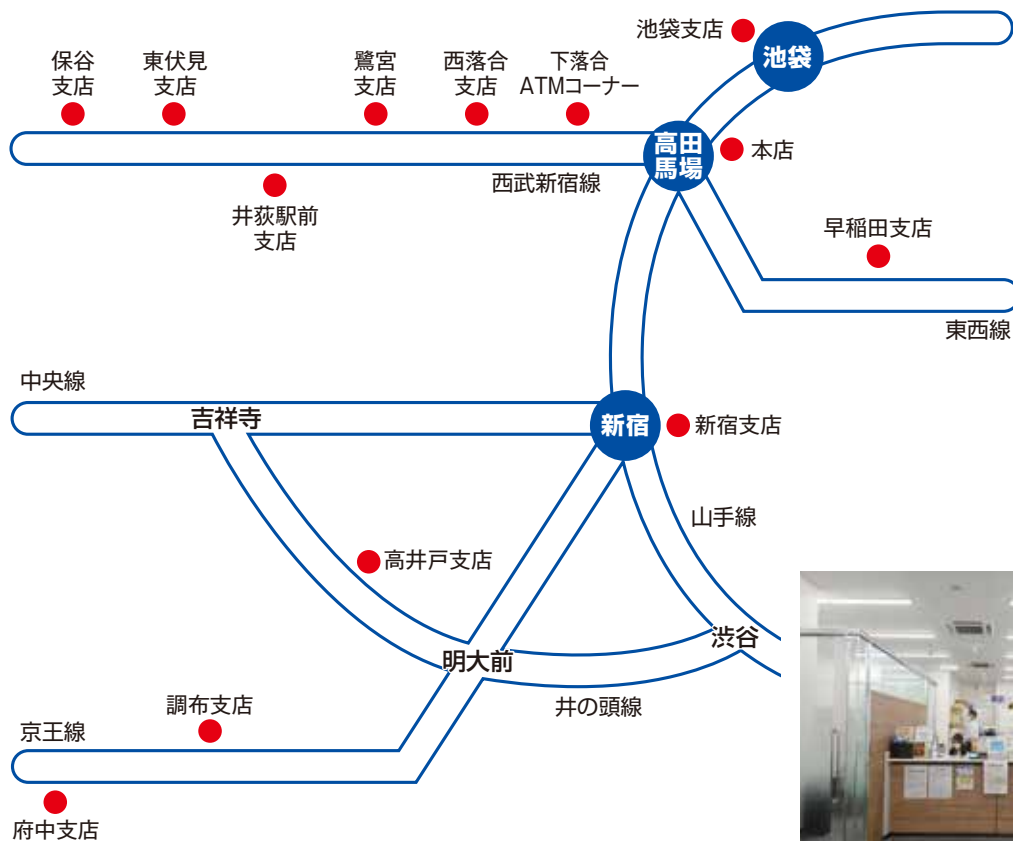 池袋支店
池袋
保谷
支店
東伏見
支店
鷺宮
支店
西落合
支店
下落合
ATMコーナー
高田
馬場
本店
西武新宿線
井荻駅前
支店
早稲田支店
東西線
中央線
吉祥寺
新宿
新宿支店
山手線
高井戸支店
渋谷
明大前
井の頭線
調布支店
京王線
府中支店